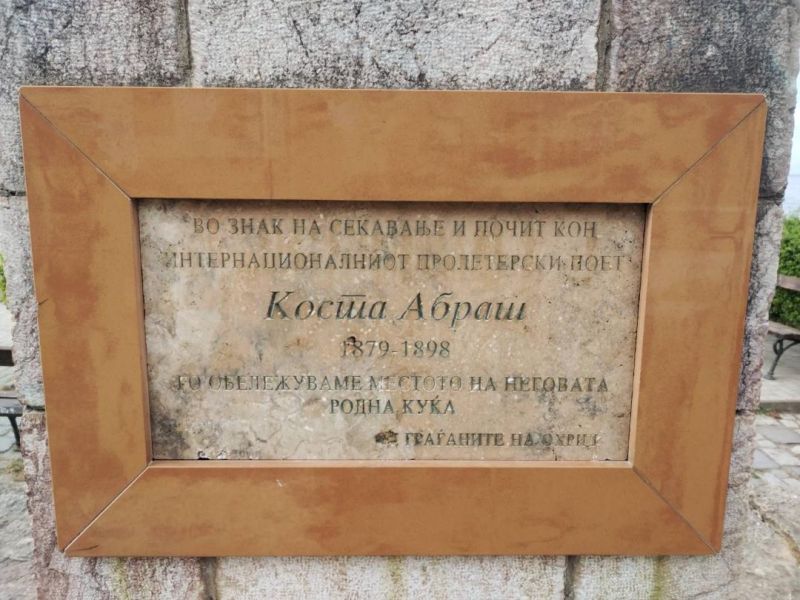 ВО ЗНАК НА СЕКАВАЊЕ И ПОЧИТ КОН
ИНТЕРНАЦИОНАЛНИОТ ПРОЛЕТЕРСКИ ПОЕТ
Коста Абраш
1879-1898
ГО ОБЕЛЕЖУВАМЕ МЕСТОТО НА НЕГОВАТА
РОДНА КУЌА
ГРАЃАНИТЕ НА ОХРИД